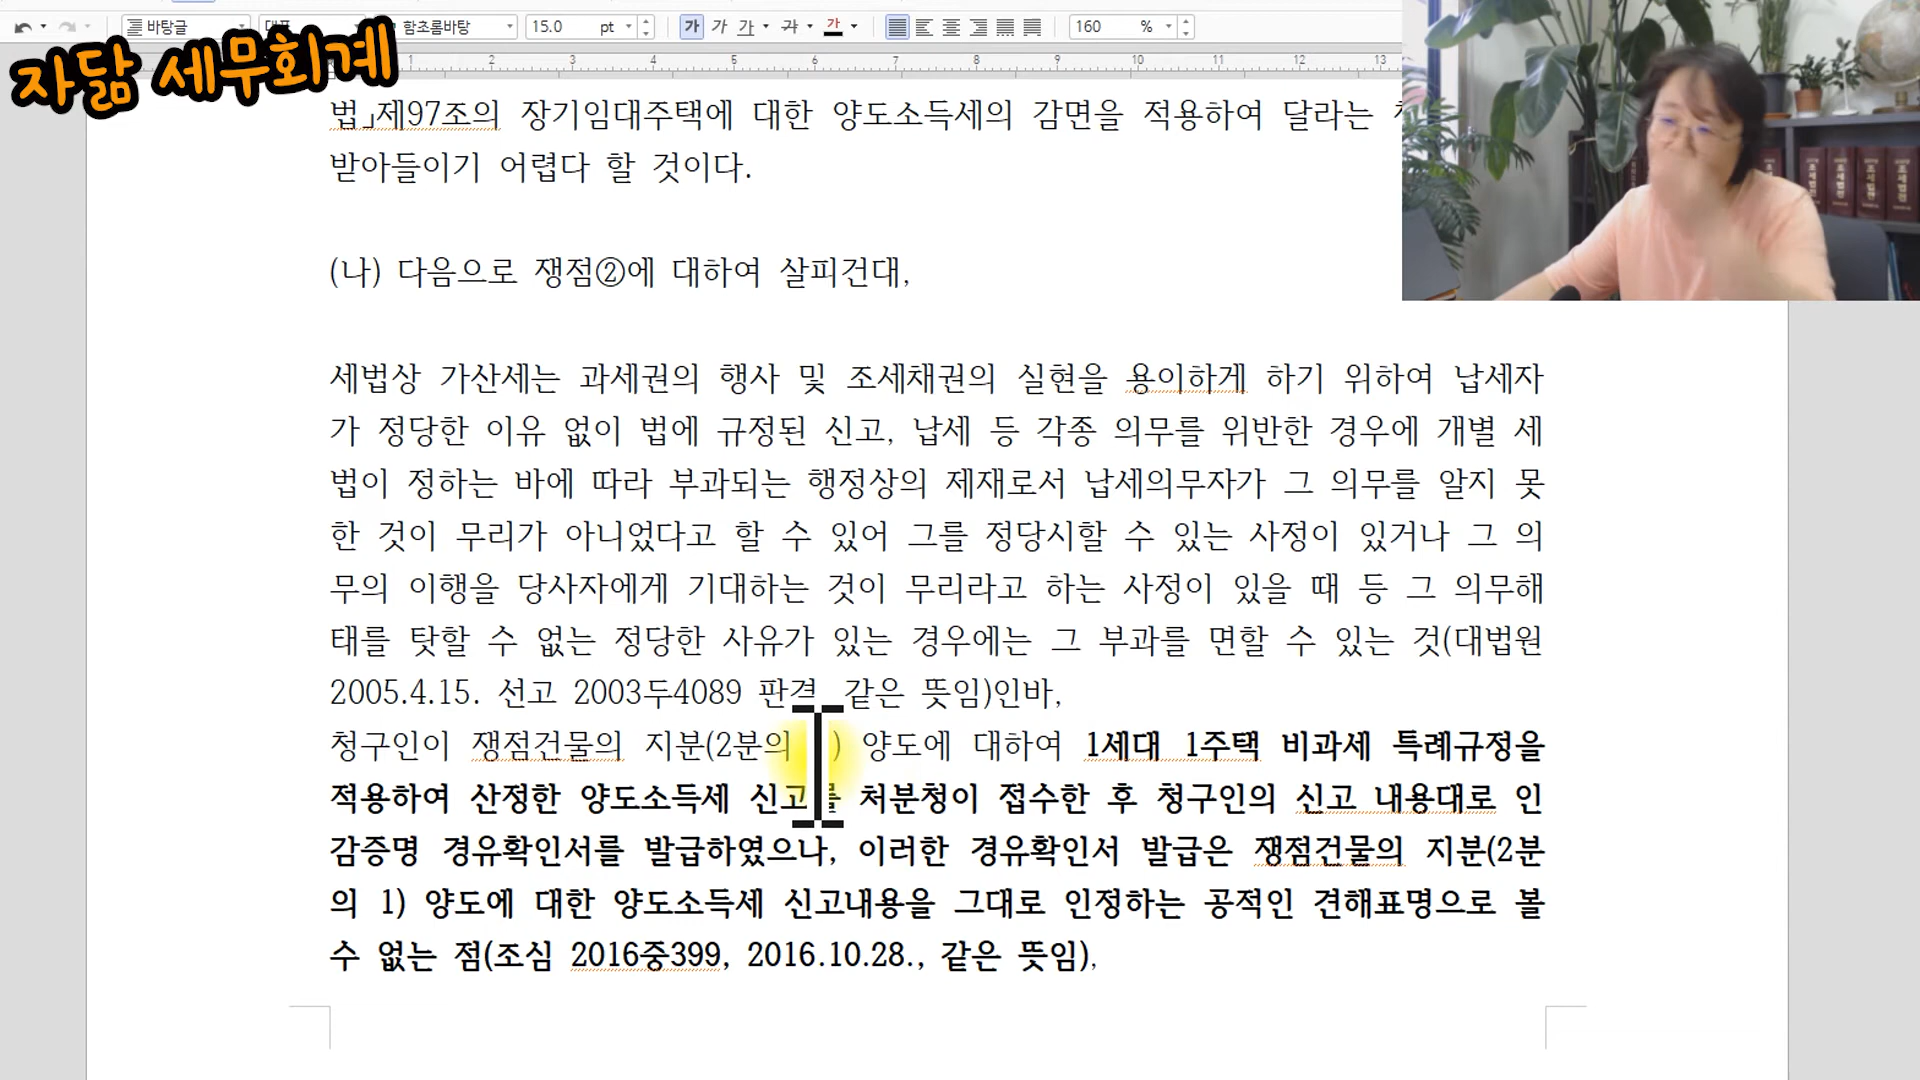 바탕글
함초롬바탕
15.0 pt
가 가 가 가 가
160 %
1 2 3 4 5 6 7 8 9 10 11 12 13
자닮 세무회계
법」제97조의 장기임대주택에 대한 양도소득세의 감면을 적용하여 달라는
받아들이기 어렵다 할 것이다.
(나) 다음으로 쟁점②에 대하여 살피건대,
세법상 가산세는 과세권의 행사 및 조세채권의 실현을 용이하게 하기 위하여 납세자
가 정당한 이유 없이 법에 규정된 신고, 납세 등 각종 의무를 위반한 경우에 개별 세
법이 정하는 바에 따라 부과되는 행정상의 제재로서 납세의무자가 그 의무를 알지 못
한 것이 무리가 아니었다고 할 수 있어 그를 정당시할 수 있는 사정이 있거나 그 의
무의 이행을 당사자에게 기대하는 것이 무리라고 하는 사정이 있을 때 등 그 의무해
태를 탓할 수 없는 정당한 사유가 있는 경우에는 그 부과를 면할 수 있는 것(대법원
2005.4.15. 선고 2003두4089 판결 같은 뜻임)인바,
청구인이 쟁점건물의 지분(2분의 ) 양도에 대하여 1세대 1주택 비과세 특례규정을
적용하여 산정한 양도소득세 신고를 처분청이 접수한 후 청구인의 신고 내용대로 인
감증명 경유확인서를 발급하였으나, 이러한 경유확인서 발급은 쟁점건물의 지분(2분
의 1) 양도에 대한 양도소득세 신고내용을 그대로 인정하는 공적인 견해표명으로 볼
수 없는 점(조심 2016중399, 2016.10.28., 같은 뜻임),